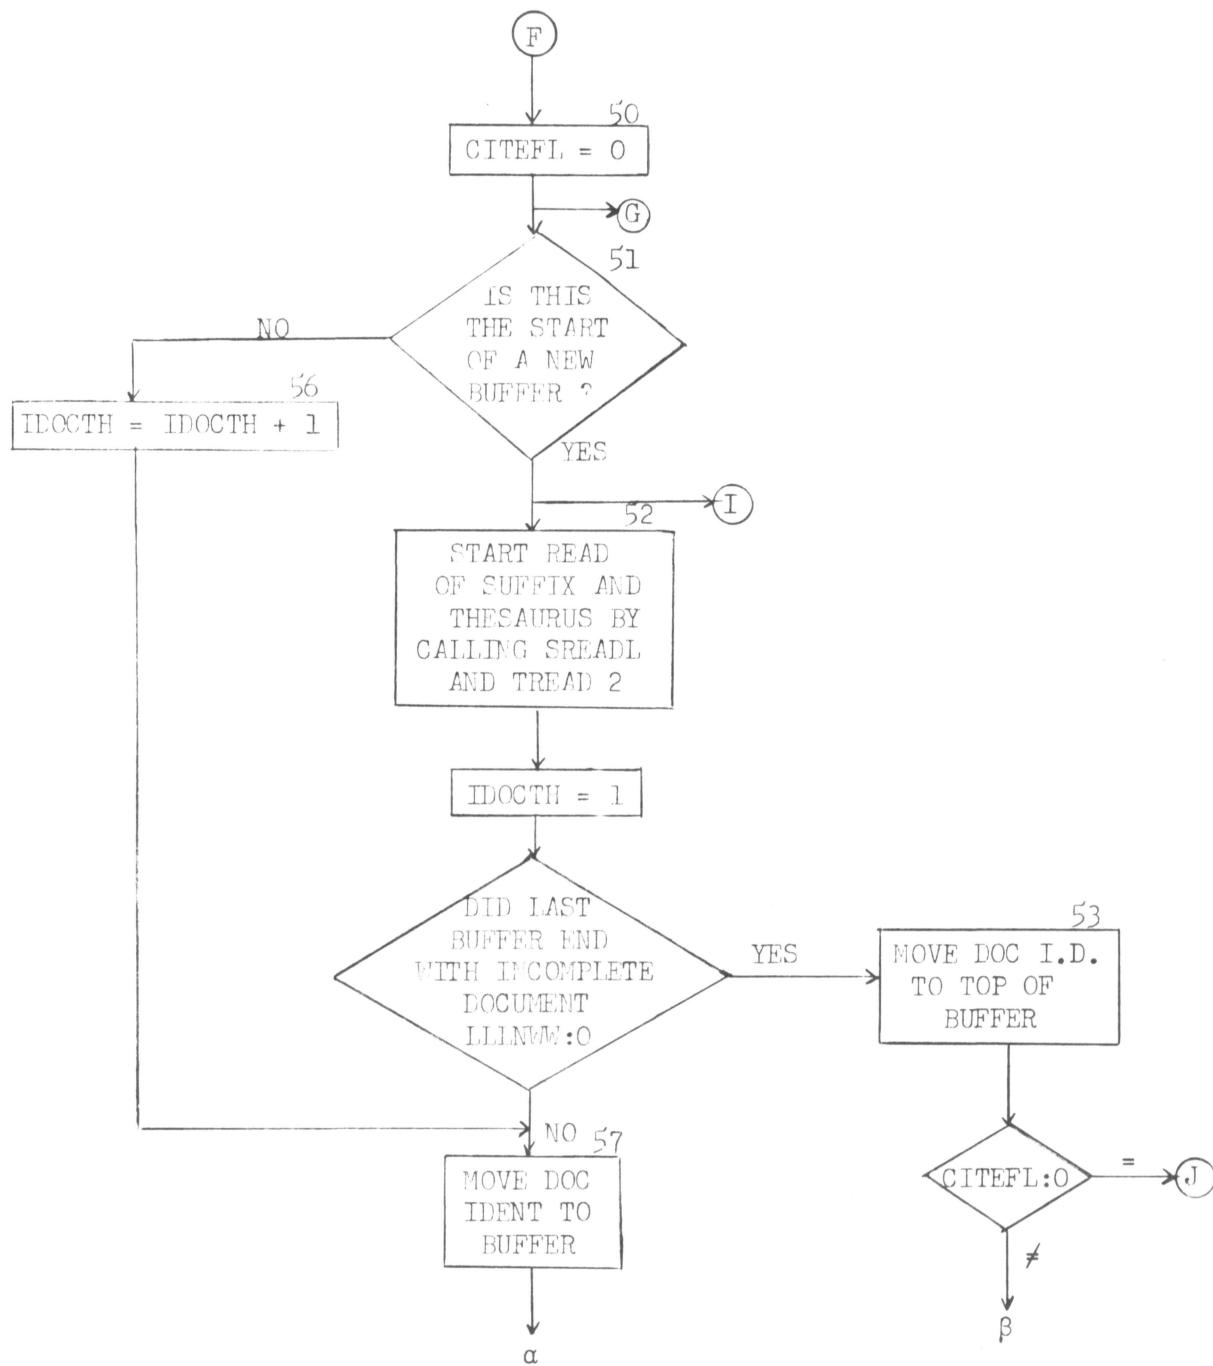 F
50
CITEFL = 0
G
51
IS THIS
THE START
OF A NEW
BUFFER ?
NO
56
IDOCTH = IDOCTH + 1
YES
I
52
START READ
OF SUFFIX AND
THESAURUS BY
CALLING SREADL
AND TREAD 2
IDOCTH = 1
DID LAST
BUFFER END
WITH INCOMPLETE
DOCUMENT
LLLNWW:0
YES
53
MOVE DOC I.D.
TO TOP OF
BUFFER
NO
57
MOVE DOC
IDENT TO
BUFFER
CITEFL:0
=
J
≠
β
α